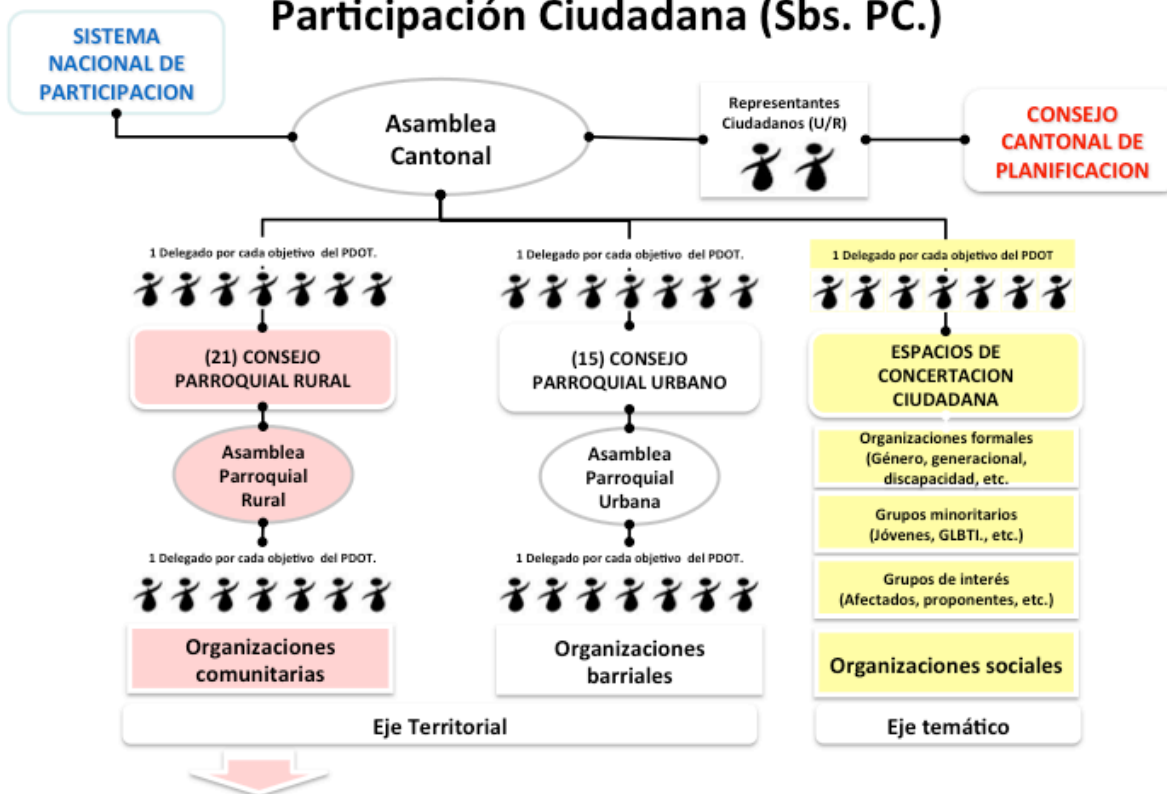 Participación Ciudadana (Sbs. PC.)
SISTEMA
NACIONAL DE
PARTICIPACION
Asamblea
Cantonal
Representantes
Ciudadanos (U/R)
CONSEJO
CANTONAL DE
PLANIFICACION
1 Delegado por cada objetivo del PDOT.
1 Delegado por cada objetivo del PDOT.
1 Delegado por cada objetivo del PDOT
(21) CONSEJO
PARROQUIAL RURAL
(15) CONSEJO
PARROQUIAL URBANO
ESPACIOS DE
CONCERTACION
CIUDADANA
Asamblea
Parroquial
Rural
Asamblea
Parroquial
Urbana
Organizaciones formales
(Género, generacional,
discapacidad, etc.
Grupos minoritarios
(Jóvenes, GLBTI., etc.)
1 Delegado por cada objetivo del PDOT.
1 Delegado por cada objetivo del PDOT.
Grupos de interés
(Afectados, proponentes, etc.)
Organizaciones
comunitarias
Organizaciones
barriales
Organizaciones sociales
Eje Territorial
Eje temático